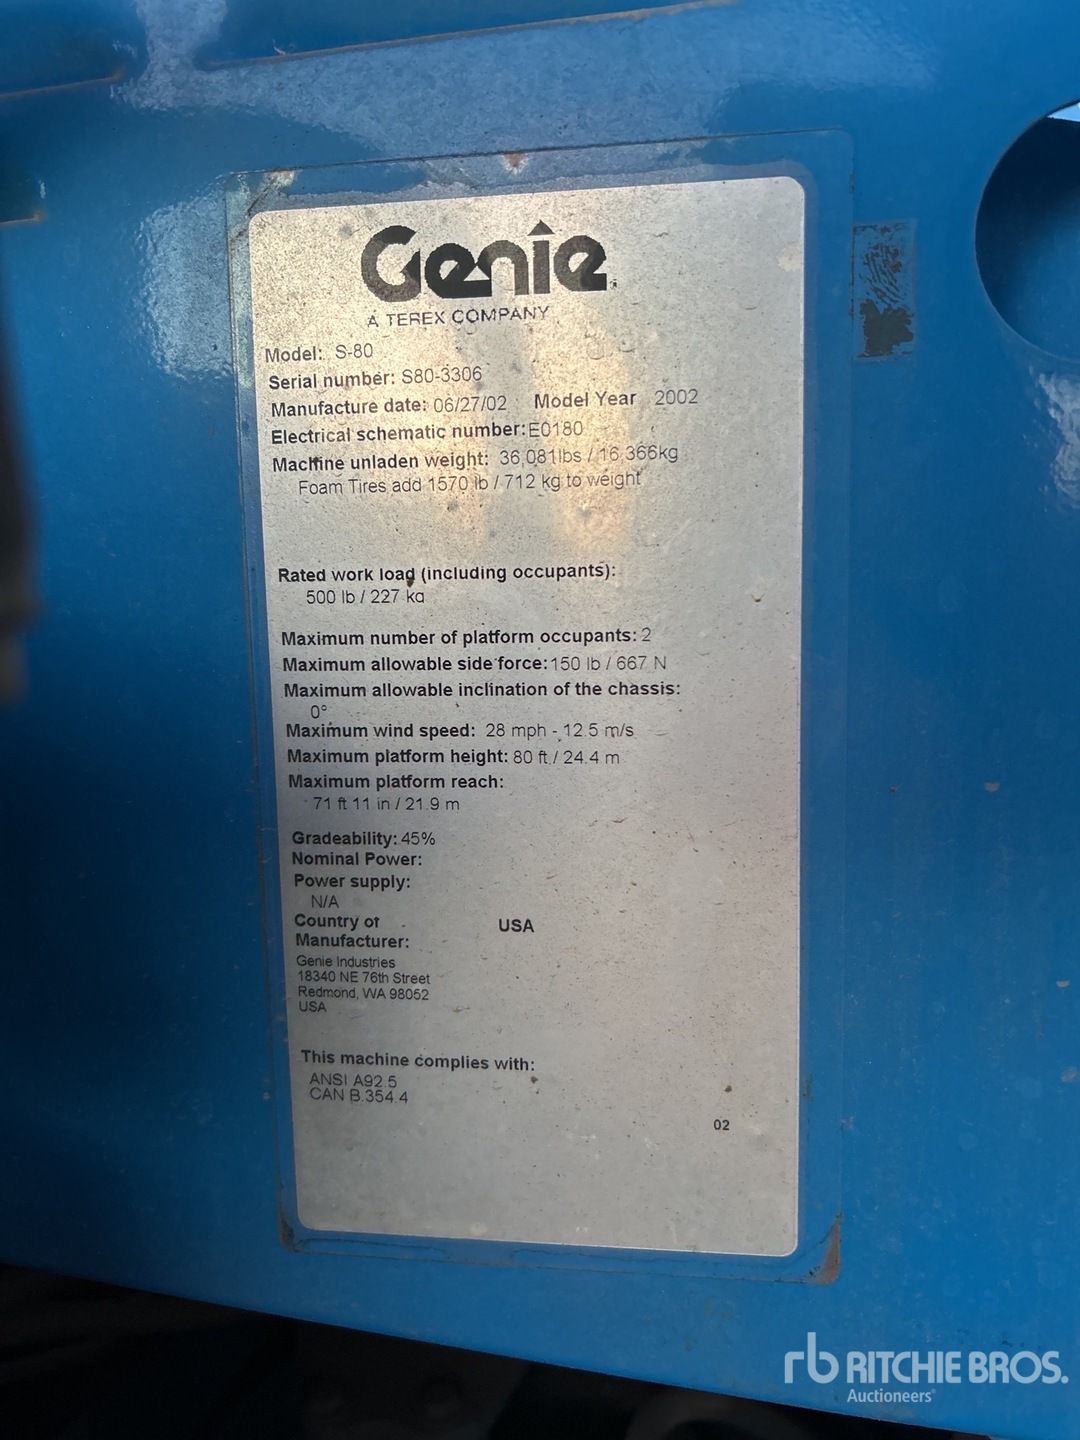 Genie
A TEREX COMPANY
Model: S-80
Serial number: S80-3306
Manufacture date: 06/27/02 Model Year 2002
Electrical schematic number: E0180
Machine unladen weight: 36,081lbs / 16,366kg
Foam Tires add 1570 lb / 712 kg to weight
Rated work load (including occupants):
500 lb / 227 kg
Maximum number of platform occupants: 2
Maximum allowable side force: 150 lb / 667 N
Maximum allowable inclination of the chassis:
0°
Maximum wind speed: 28 mph - 12.5 m/s
Maximum platform height: 80 ft / 24.4 m
Maximum platform reach:
71 ft 11 in / 21.9 m
Gradeability: 45%
Nominal Power:
Power supply:
N/A
Country of USA
Manufacturer:
Genie Industries
18340 NE 76th Street
Redmond, WA 98052
USA
This machine complies with:
ANSI A92.5
CAN B.354.4
02
rb RITCHIE BROS.
Auctioneers